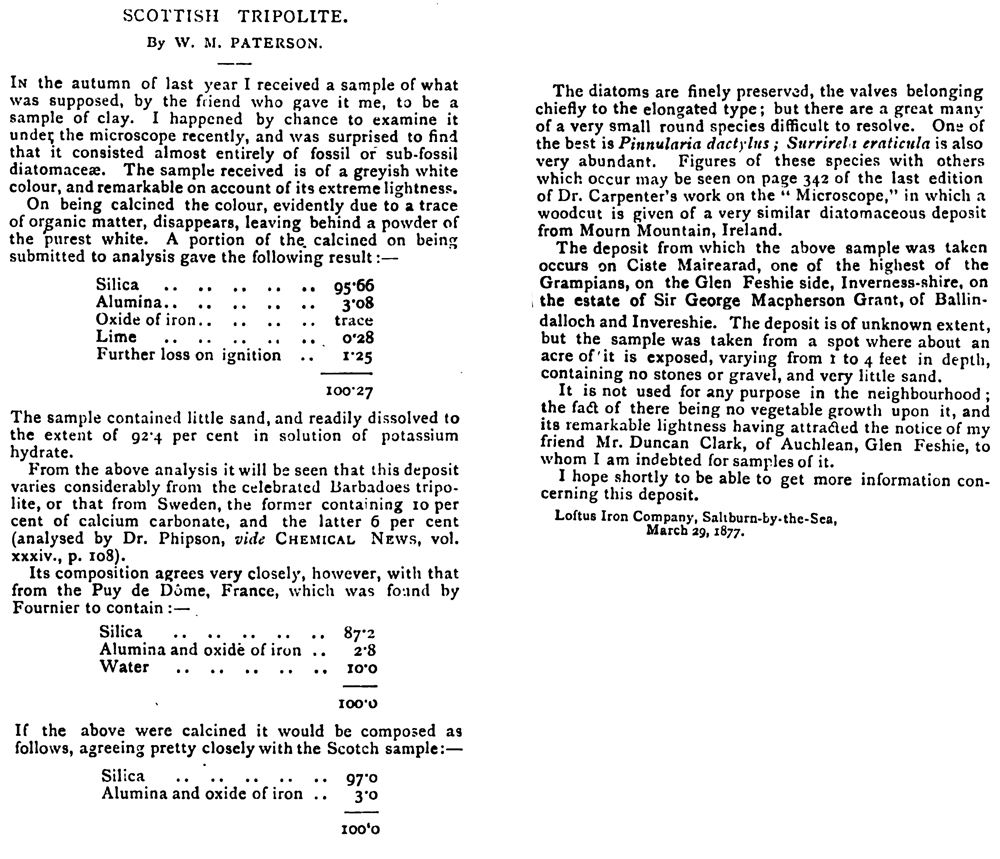 SCOTTISH TRIPOLITE.
By W. M. PATERSON.
IN the autumn of last year I received a sample of what
was supposed, by the friend who gave it me, to be a
sample of clay. I happened by chance to examine it
under the microscope recently, and was surprised to find
that it consisted almost entirely of fossil or sub-fossil
diatomaceæ. The sample received is of a greyish white
colour, and remarkable on account of its extreme lightness.
On being calcined the colour, evidently due to a trace
of organic matter, disappears, leaving behind a powder of
the purest white. A portion of the calcined on being
submitted to analysis gave the following result:—
Silica .. .. .. .. .. 95·66
Alumina.. .. .. .. .. 3·08
Oxide of iron.. .. .. .. trace
Lime .. .. .. .. .. 0·28
Further loss on ignition .. 1·25
100·27
The sample contained little sand, and readily dissolved to
the extent of 92·4 per cent in solution of potassium
hydrate.
From the above analysis it will be seen that this deposit
varies considerably from the celebrated Barbadoes tripo-
lite, or that from Sweden, the former containing 10 per
cent of calcium carbonate, and the latter 6 per cent
(analysed by Dr. Phipson, vide CHEMICAL NEWS, vol.
xxxiv., p. 108).
Its composition agrees very closely, however, with that
from the Puy de Dôme, France, which was found by
Fournier to contain:—
Silica .. .. .. .. .. 87·2
Alumina and oxide of iron .. 2·8
Water .. .. .. .. .. 10·0
100·0
If the above were calcined it would be composed as
follows, agreeing pretty closely with the Scotch sample:—
Silica .. .. .. .. .. 97·0
Alumina and oxide of iron .. 3·0
100·0
The diatoms are finely preserved, the valves belonging
chiefly to the elongated type; but there are a great many
of a very small round species difficult to resolve. One of
the best is Pinnularia dactylus; Surrirela eraticula is also
very abundant. Figures of these species with others
which occur may be seen on page 342 of the last edition
of Dr. Carpenter's work on the "Microscope," in which a
woodcut is given of a very similar diatomaceous deposit
from Mourn Mountain, Ireland.
The deposit from which the above sample was taken
occurs on Ciste Mairearad, one of the highest of the
Grampians, on the Glen Feshie side, Inverness-shire, on
the estate of Sir George Macpherson Grant, of Ballin-
dalloch and Invereshie. The deposit is of unknown extent,
but the sample was taken from a spot where about an
acre of it is exposed, varying from 1 to 4 feet in depth,
containing no stones or gravel, and very little sand.
It is not used for any purpose in the neighbourhood;
the fact of there being no vegetable growth upon it, and
its remarkable lightness having attracted the notice of my
friend Mr. Duncan Clark, of Auchlean, Glen Feshie, to
whom I am indebted for samples of it.
I hope shortly to be able to get more information con-
cerning this deposit.
Loftus Iron Company, Saltburn-by-the-Sea,
March 29, 1877.